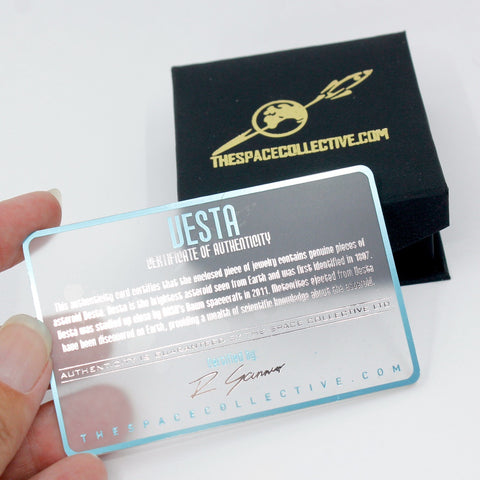 THESPACECOLLECTIVE.COM
VESTA
CERTIFICATE OF AUTHENTICITY
This authenticity card certifies that the enclosed piece of jewelry contains genuine pieces of
asteroid Vesta. Vesta is the brightest asteroid seen from Earth and was first identified in 1807.
Vesta was studied up close by NASA's Dawn spacecraft in 2011. Meteorites ejected from Vesta
have been discovered on Earth, providing a wealth of scientific knowledge about the asteroid.
AUTHENTICITY IS GUARANTEED BY THE SPACE COLLECTIVE LTD
THESPACECOLLECTIVE.COM